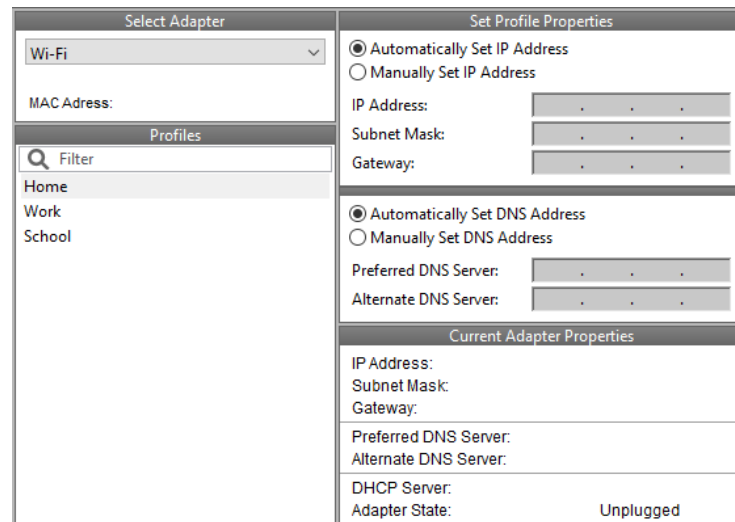 Select Adapter
Wi-Fi
MAC Adress:
Profiles
Filter
Home
Work
School
Set Profile Properties
Automatically Set IP Address
Manually Set IP Address
IP Address:
Subnet Mask:
Gateway:
Automatically Set DNS Address
Manually Set DNS Address
Preferred DNS Server:
Alternate DNS Server:
Current Adapter Properties
IP Address:
Subnet Mask:
Gateway:
Preferred DNS Server:
Alternate DNS Server:
DHCP Server:
Adapter State: Unplugged